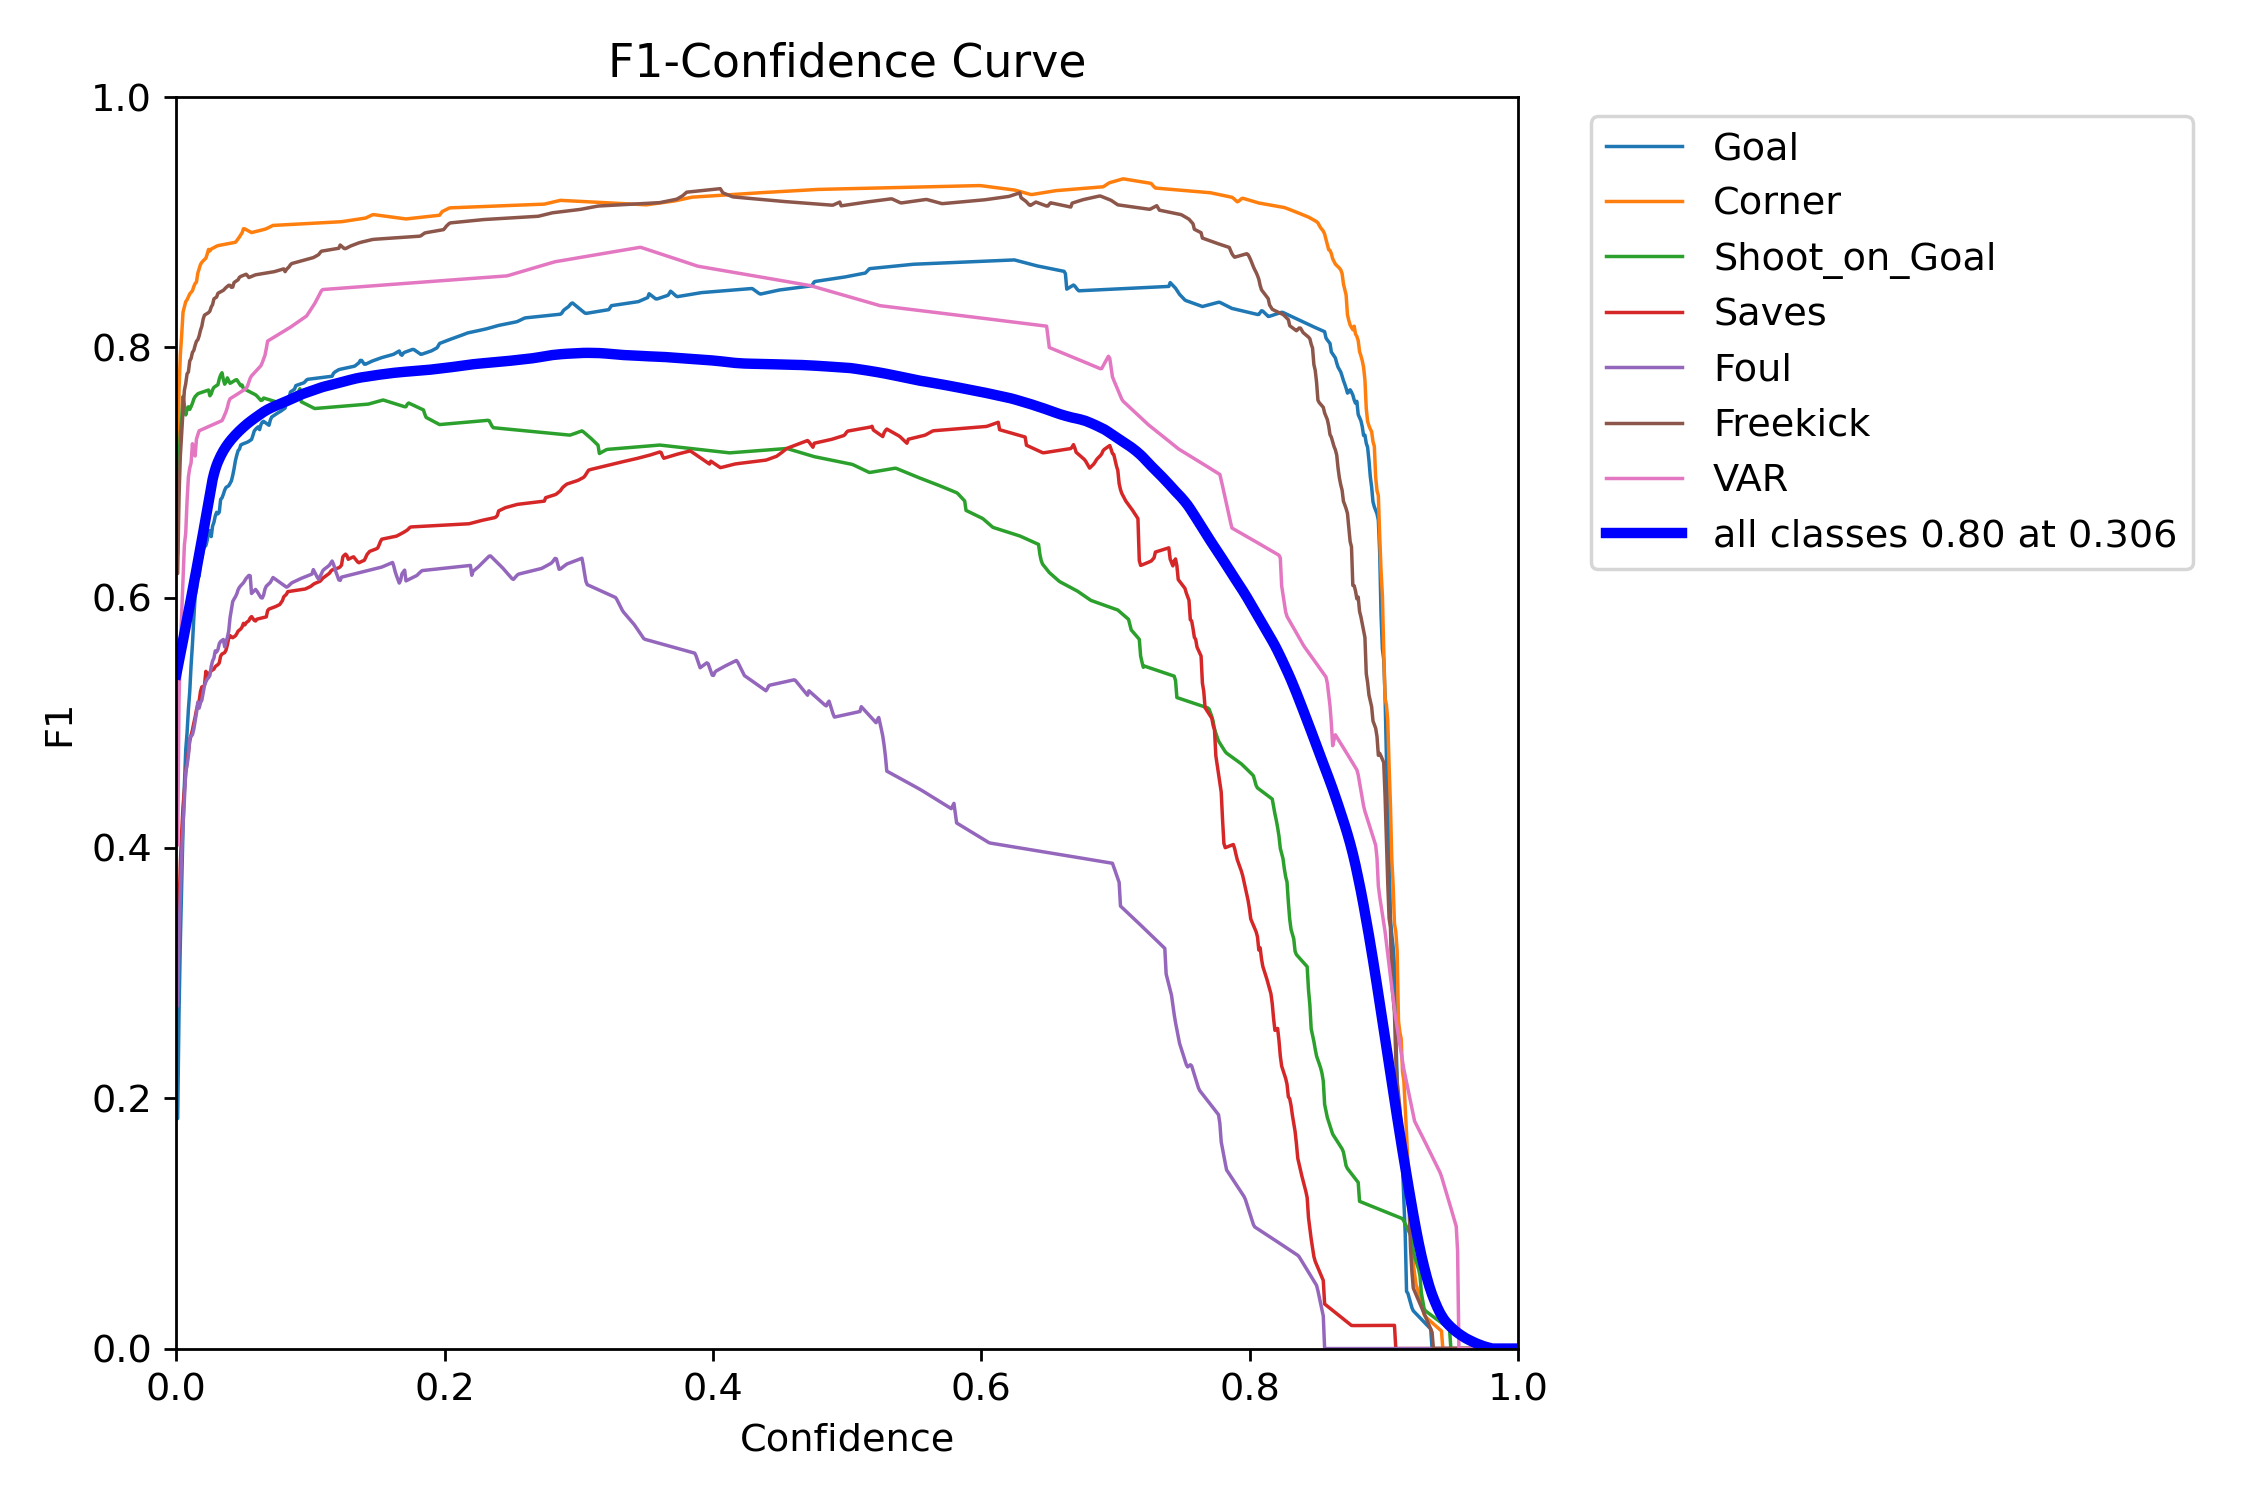 F1-Confidence Curve
1.0
0.8
0.6
0.4
0.2
0.0
F1
0.0 0.2 0.4 0.6 0.8 1.0
Confidence
Goal
Corner
Shoot_on_Goal
Saves
Foul
Freekick
VAR
all classes 0.80 at 0.306